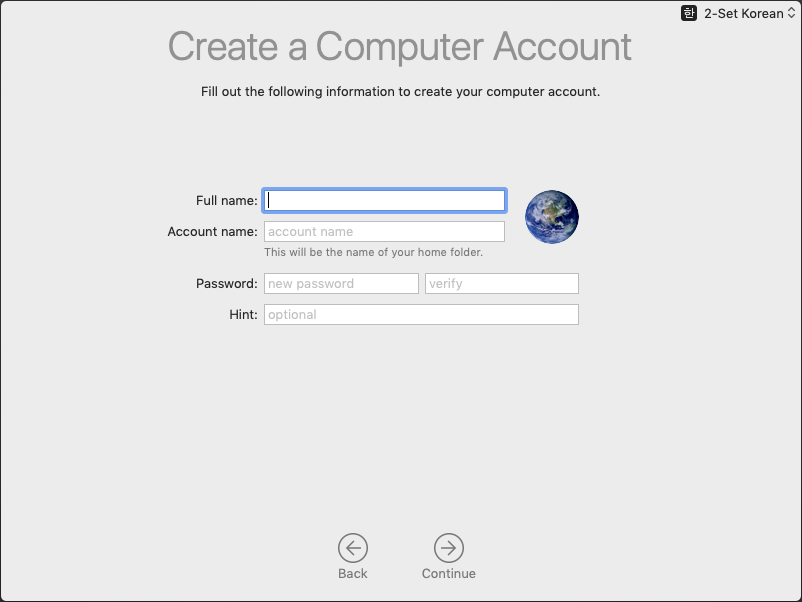 한 2-Set Korean
Create a Computer Account
Fill out the following information to create your computer account.
Full name:
Account name: account name
This will be the name of your home folder.
Password: new password verify
Hint: optional
Back Continue